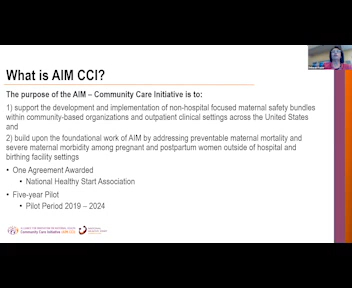 What is AIM CCI?
The purpose of the AIM – Community Care Initiative is to:
1) support the development and implementation of non-hospital focused maternal safety bundles
within community-based organizations and outpatient clinical settings across the United States
and
2) build upon the foundational work of AIM by addressing preventable maternal mortality and
severe maternal morbidity among pregnant and postpartum women outside of hospital and
birthing facility settings
• One Agreement Awarded
• National Healthy Start Association
• Five-year Pilot
• Pilot Period 2019 – 2024
Community Care Initiative · AIM CCI